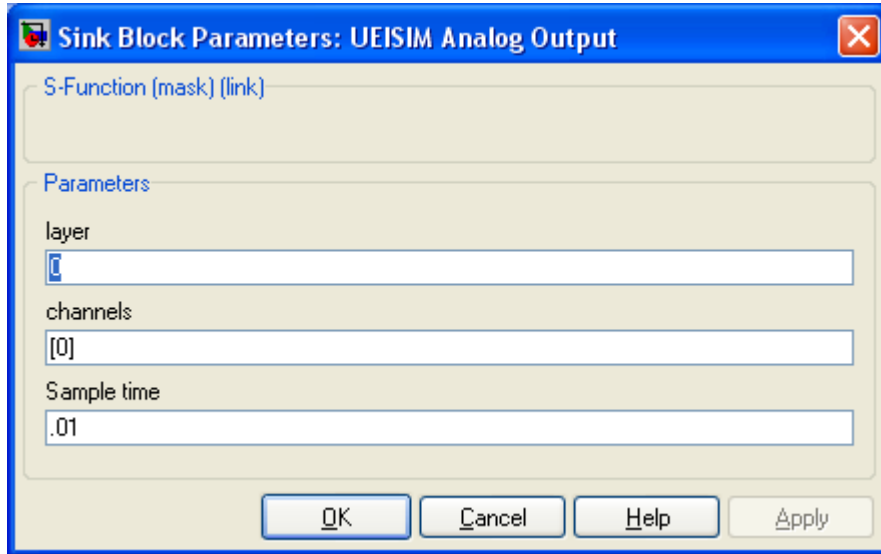 Sink Block Parameters: UEISIM Analog Output
S-Function (mask) (link)
Parameters
layer
0
channels
[0]
Sample time
.01
OK Cancel Help Apply